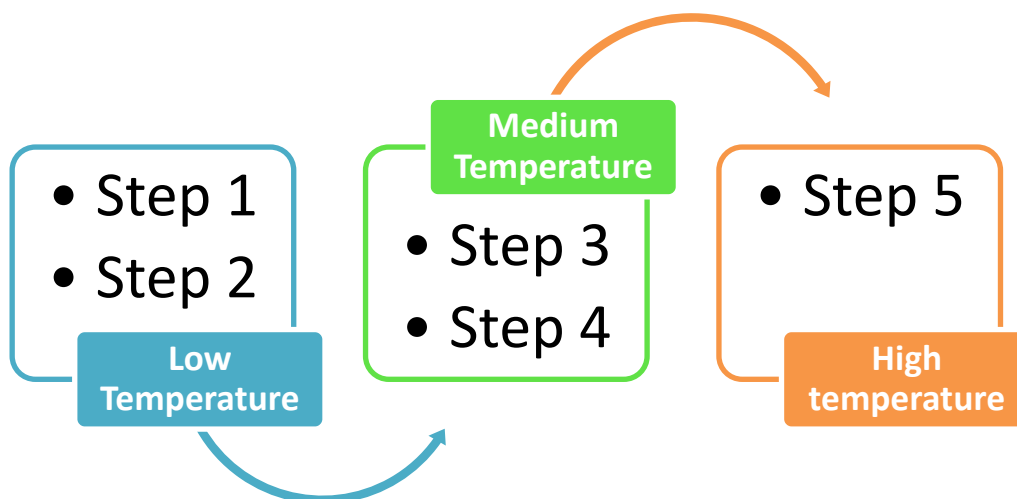 • Step 1
• Step 2
Low
Temperature
Medium
Temperature
• Step 3
• Step 4
• Step 5
High
temperature